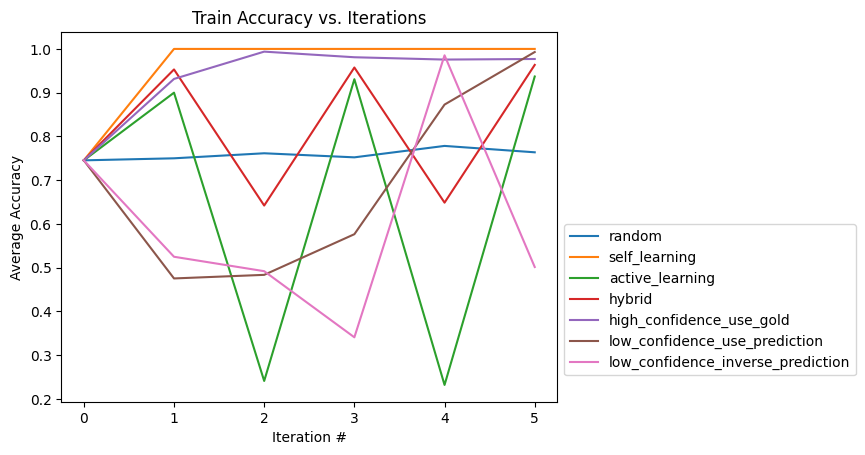 Train Accuracy vs. Iterations
Average Accuracy
1.0
0.9
0.8
0.7
0.6
0.5
0.4
0.3
0.2
0 1 2 3 4 5
Iteration #
random
self_learning
active_learning
hybrid
high_confidence_use_gold
low_confidence_use_prediction
low_confidence_inverse_prediction